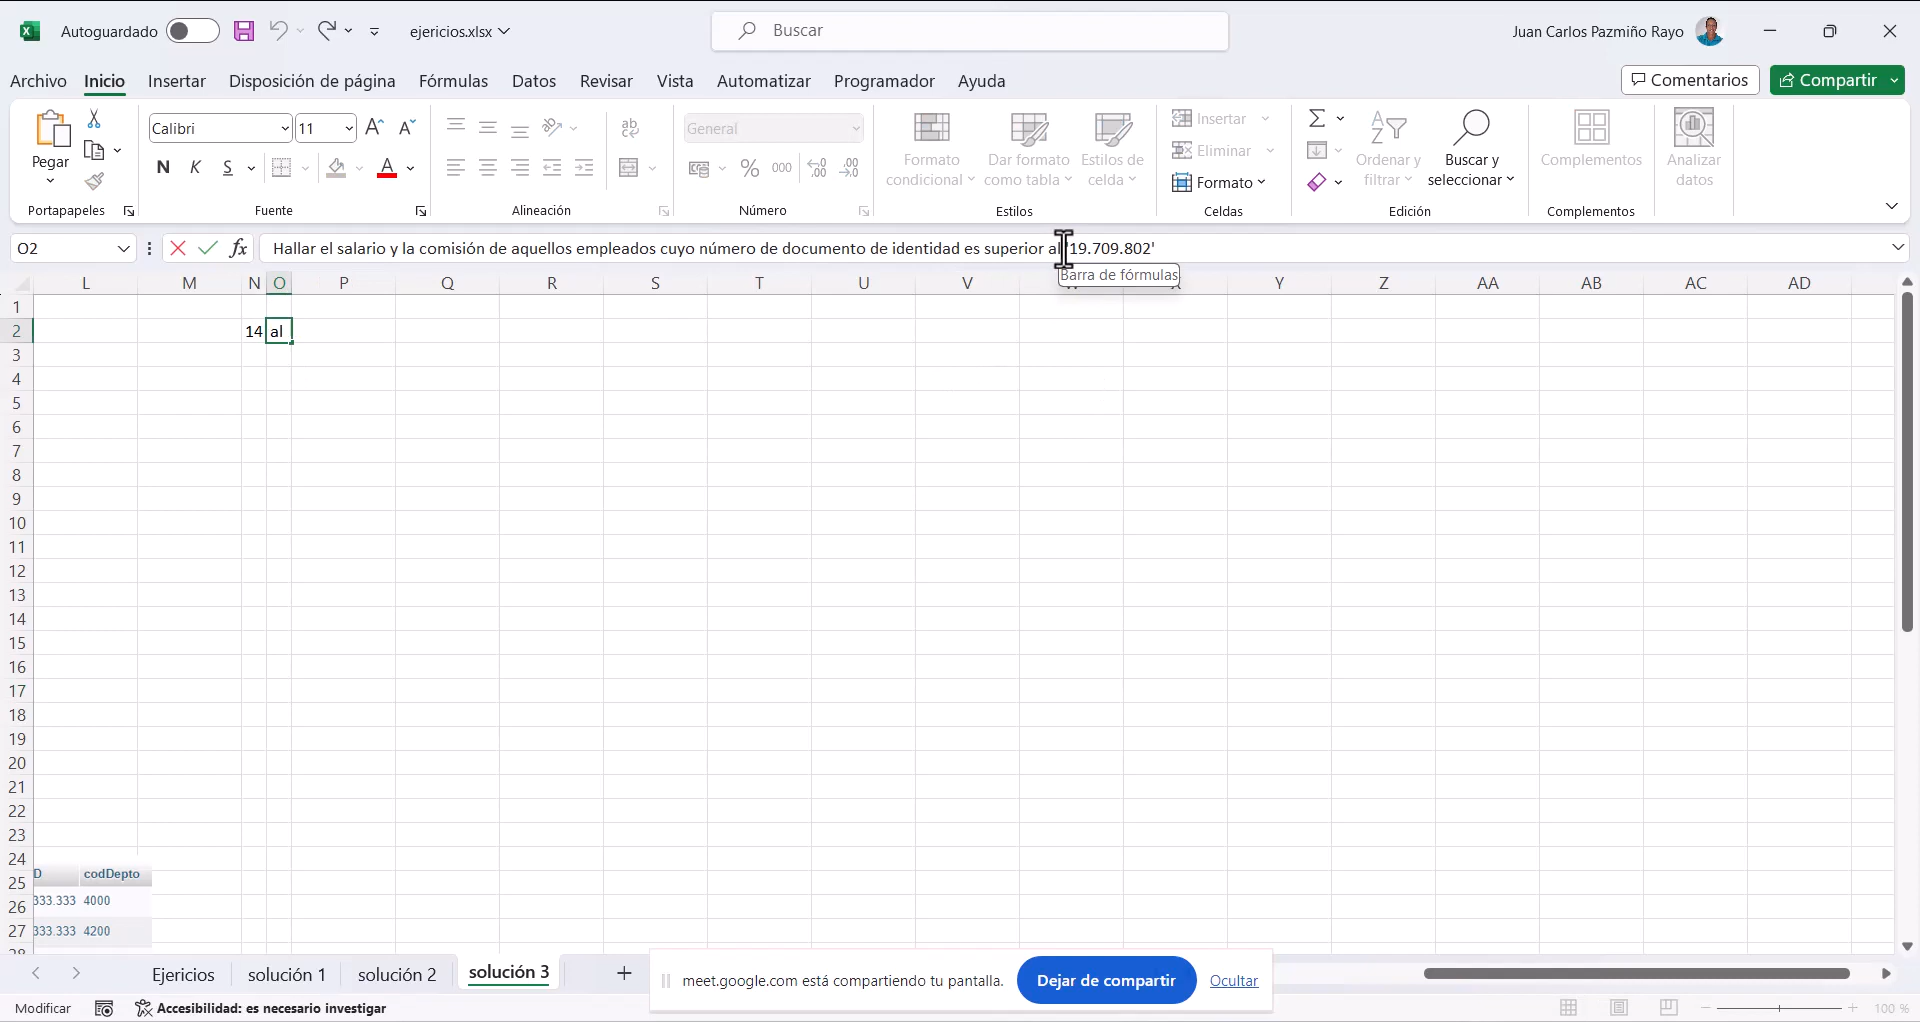 Autoguardado
ejericios.xlsx
Buscar
Juan Carlos Pazmiño Rayo
Archivo Inicio Insertar Disposición de página Fórmulas Datos Revisar Vista Automatizar Programador Ayuda
Comentarios
Compartir
Pegar
Calibri
11
N K S
A
ab
General
% 000
Formato condicional
Dar formato como tabla
Estilos de celda
Insertar
Eliminar
Formato
Ordenar y filtrar
Buscar y seleccionar
Complementos
Analizar datos
Portapapeles
Fuente
Alineación
Número
Estilos
Celdas
Edición
Complementos
O2
fx
Hallar el salario y la comisión de aquellos empleados cuyo número de documento de identidad es superior al '19.709.802'
Barra de fórmulas
L M N O P Q R S T U V X Y Z AA AB AC AD
1
2 14 al
3
4
5
6
7
8
9
10
11
12
13
14
15
16
17
18
19
20
21
22
23
24
25 D codDepto
26 333.333 4000
27 333.333 4200
Ejericios solución 1 solución 2 solución 3
meet.google.com está compartiendo tu pantalla.
Dejar de compartir
Ocultar
Modificar
Accesibilidad: es necesario investigar
100 %